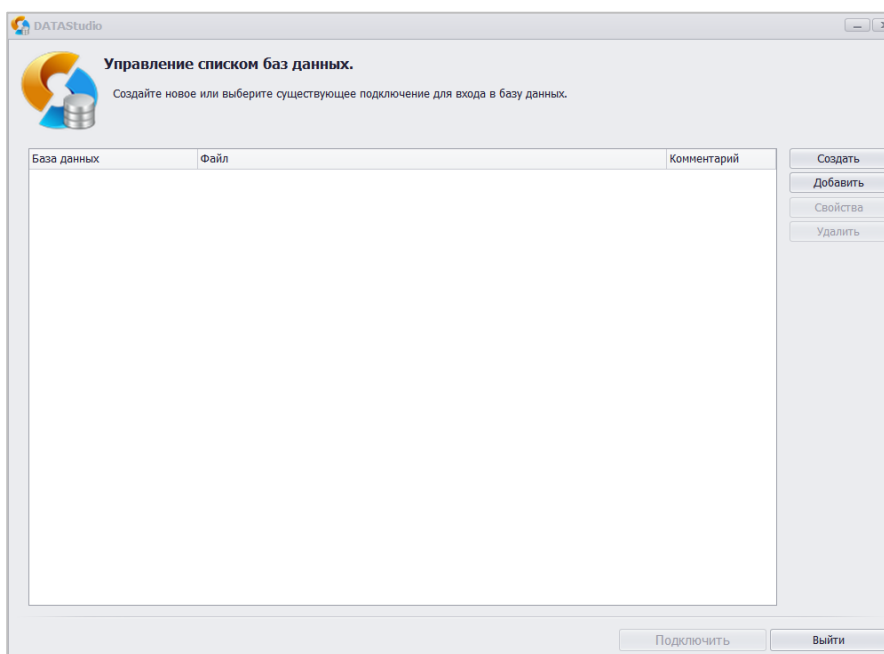 DATAStudio
Управление списком баз данных.
Создайте новое или выберите существующее подключение для входа в базу данных.
База данных Файл Комментарий
Создать
Добавить
Свойства
Удалить
Подключить Выйти